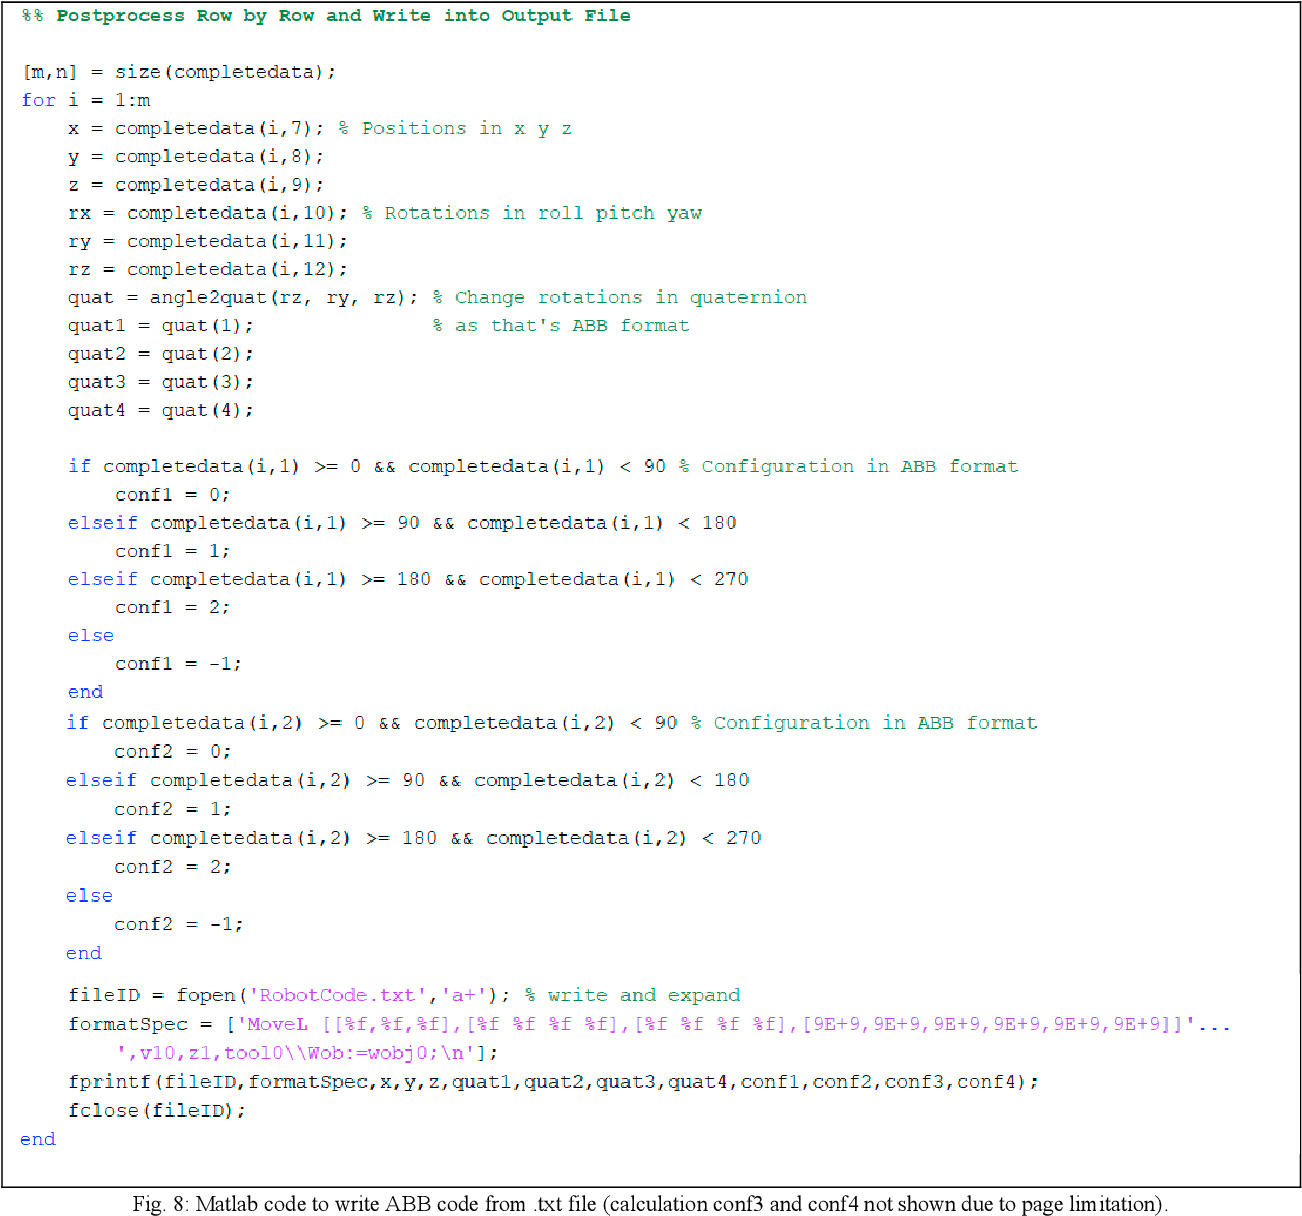 %% Postprocess Row by Row and Write into Output File
[m,n] = size(completedata);
for i = 1:m
x = completedata(i,7); % Positions in x y z
y = completedata(i,8);
z = completedata(i,9);
rx = completedata(i,10); % Rotations in roll pitch yaw
ry = completedata(i,11);
rz = completedata(i,12);
quat = angle2quat(rz, ry, rz); % Change rotations in quaternion
quat1 = quat(1); % as that's ABB format
quat2 = quat(2);
quat3 = quat(3);
quat4 = quat(4);
if completedata(i,1) >= 0 && completedata(i,1) < 90 % Configuration in ABB format
conf1 = 0;
elseif completedata(i,1) >= 90 && completedata(i,1) < 180
conf1 = 1;
elseif completedata(i,1) >= 180 && completedata(i,1) < 270
conf1 = 2;
else
conf1 = -1;
end
if completedata(i,2) >= 0 && completedata(i,2) < 90 % Configuration in ABB format
conf2 = 0;
elseif completedata(i,2) >= 90 && completedata(i,2) < 180
conf2 = 1;
elseif completedata(i,2) >= 180 && completedata(i,2) < 270
conf2 = 2;
else
conf2 = -1;
end
fileID = fopen('RobotCode.txt','a+'); % write and expand
formatSpec = ['MoveL [[%f,%f,%f],[%f %f %f %f],[%f %f %f %f],[9E+9,9E+9,9E+9,9E+9,9E+9,9E+9]]'...
',v10,z1,tool0\\Wob:=wobj0;\n'];
fprintf(fileID,formatSpec,x,y,z,quat1,quat2,quat3,quat4,conf1,conf2,conf3,conf4);
fclose(fileID);
end
Fig. 8: Matlab code to write ABB code from .txt file (calculation conf3 and conf4 not shown due to page limitation).